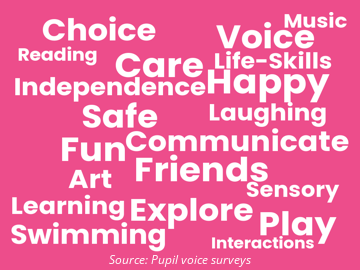 Music
Choice
Voice
Reading
Life-Skills
Care
Happy
Independence
Safe
Laughing
Communicate
Fun
Friends
Art
Sensory
Learning
Explore
Play
Swimming
Interactions
Source: Pupil voice surveys